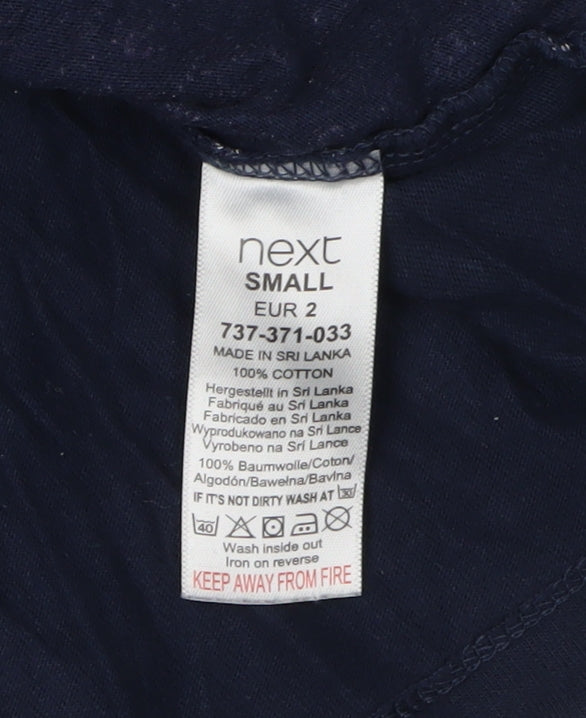 next
SMALL
EUR 2
737-371-033
MADE IN SRI LANKA
100% COTTON
Hergestellt in Sri Lanka
Fabriqué au Sri Lanka
Fabricado en Sri Lanka
Wyprodukowano na Sri Lance
Vyrobeno na Srí Lance
100% Baumwolle/Coton/
Algodón/Bawełna/Bavlna
IF IT'S NOT DIRTY WASH AT 30
40
Wash inside out
Iron on reverse
KEEP AWAY FROM FIRE